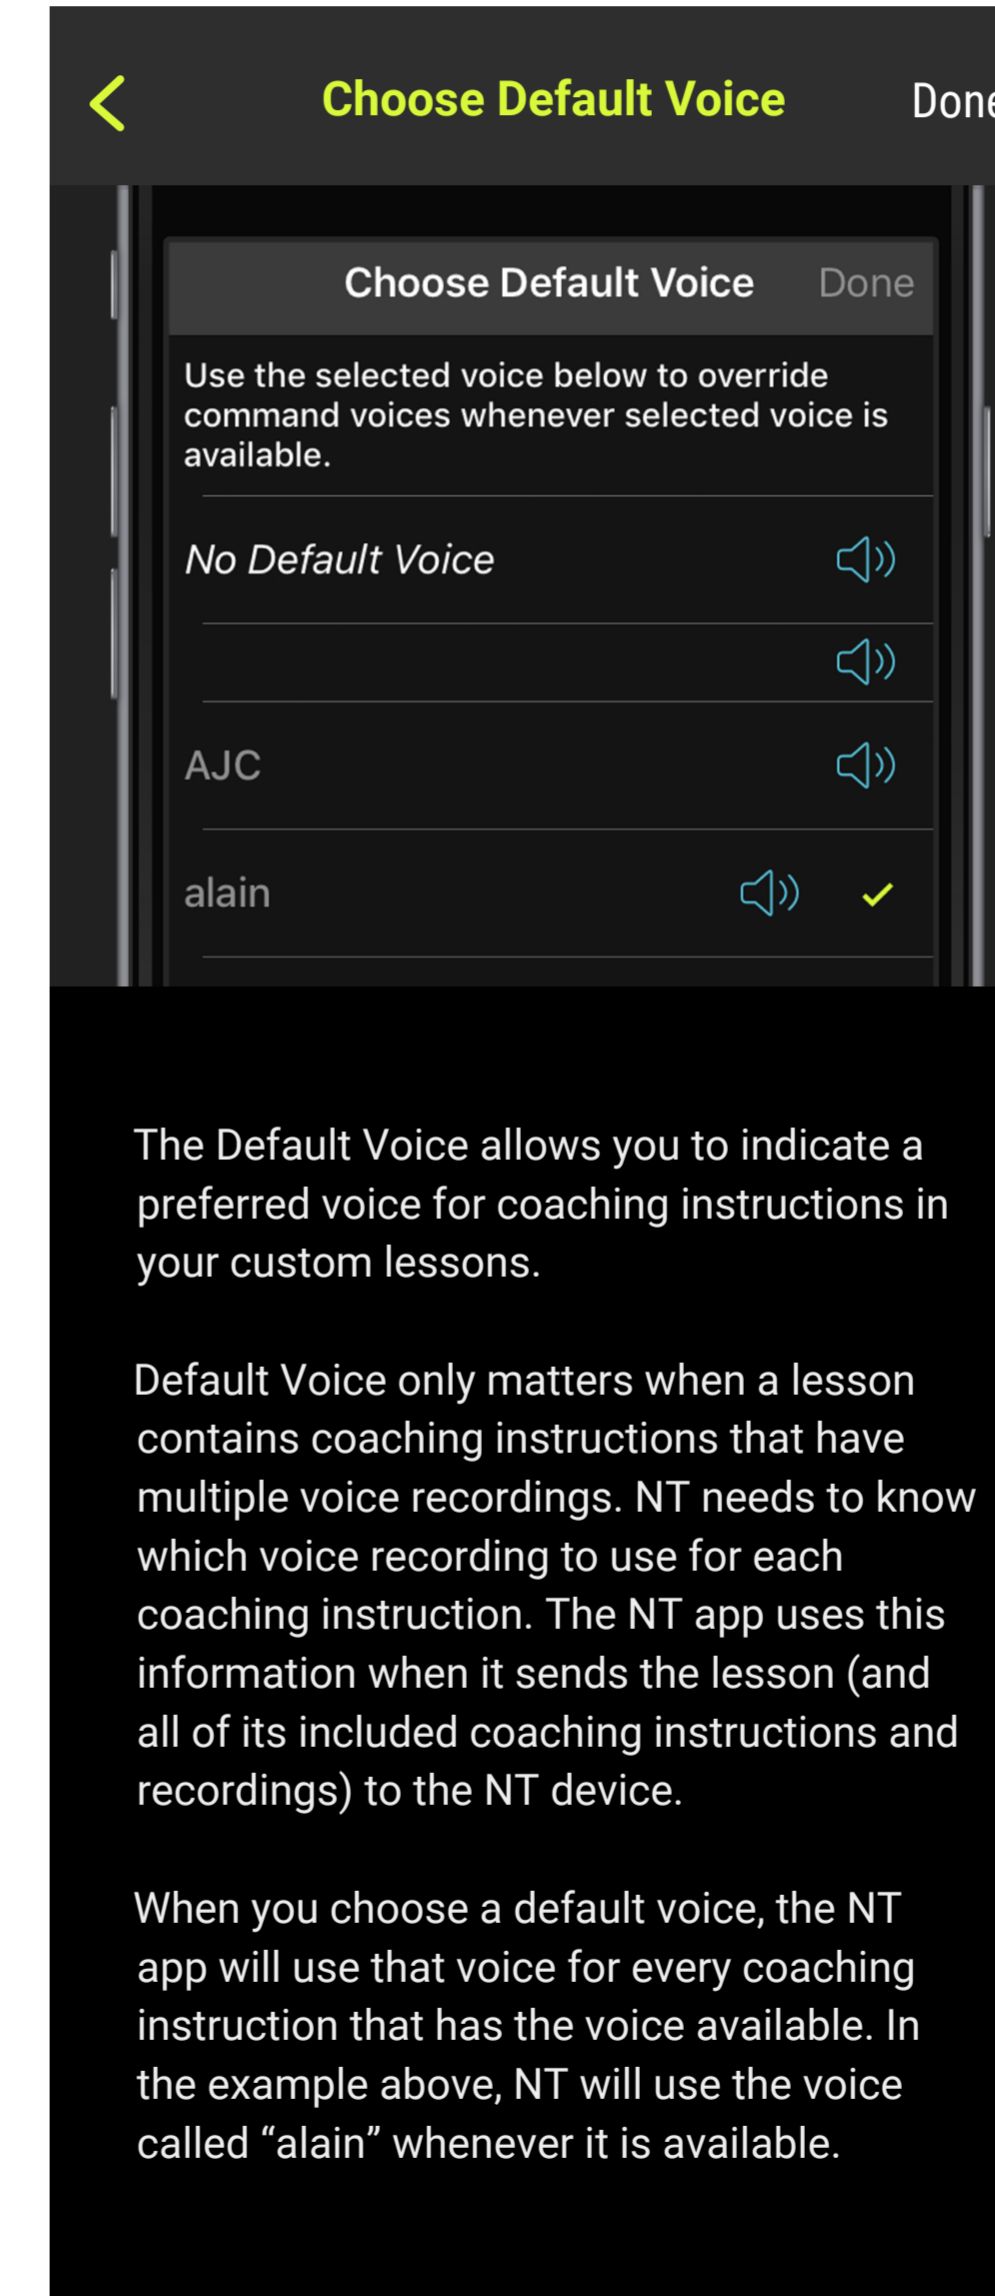 Choose Default Voice
Choose Default Voice Done
Use the selected voice below to override
command voices whenever selected voice is
available.
No Default Voice
AJC
alain
The Default Voice allows you to indicate a
preferred voice for coaching instructions in
your custom lessons.
Default Voice only matters when a lesson
contains coaching instructions that have
multiple voice recordings. NT needs to know
which voice recording to use for each
coaching instruction. The NT app uses this
information when it sends the lesson (and
all of its included coaching instructions and
recordings) to the NT device.
When you choose a default voice, the NT
app will use that voice for every coaching
instruction that has the voice available. In
the example above, NT will use the voice
called “alain” whenever it is available.